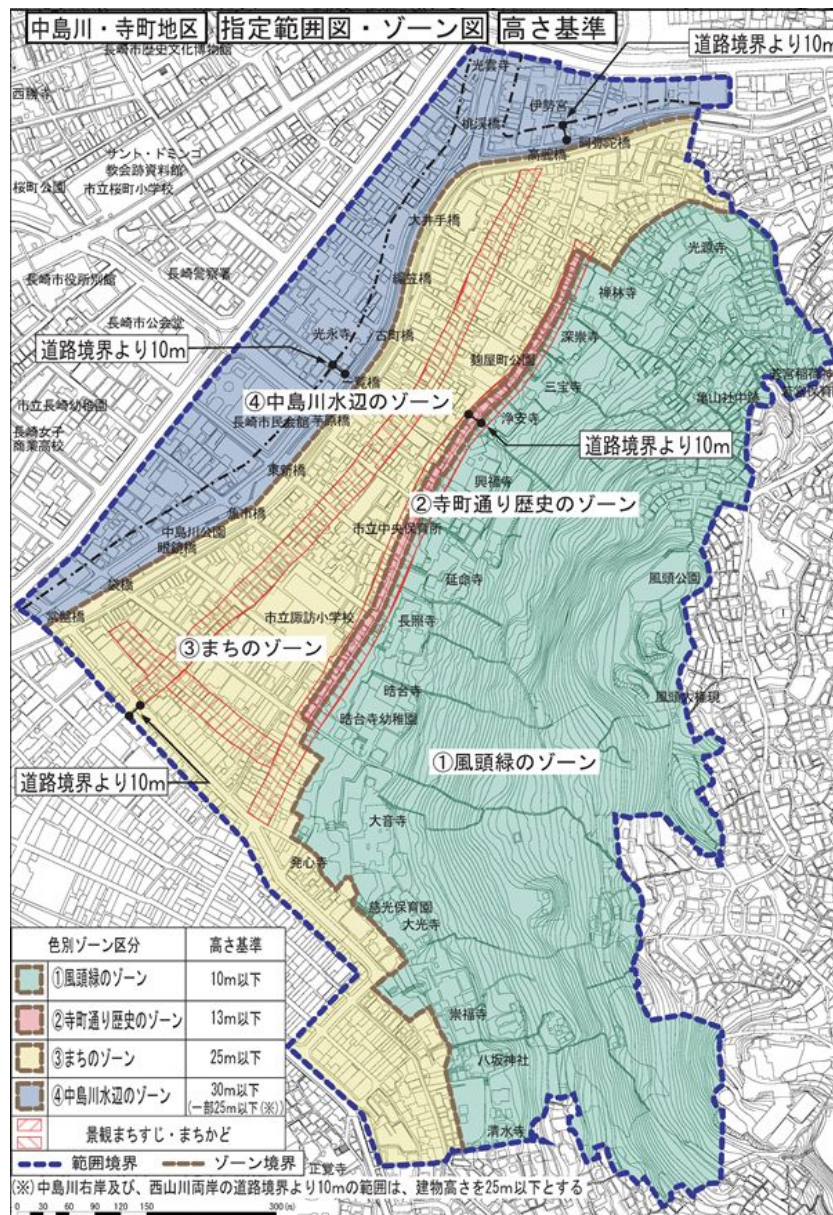 中島川・寺町地区 指定範囲図・ゾーン図 高さ基準
長崎市歴史文化博物館
道路境界より10m
光雲寺
西勝寺
伊勢宮
桃渓橋
阿弥陀橋
高麗橋
サント・ドミンゴ
教会跡資料館
市立桜町小学校
桜町公園
大井手橋
光源寺
長崎市役所別館
長崎警察署
編笠橋
禅林寺
長崎市公会堂
光永寺
古町橋
深崇寺
道路境界より10m
麹屋町公園
一覧橋
三宝寺
亀山社中跡
市立長崎幼稚園
④中島川水辺のゾーン
長崎市民会館
浄安寺
長崎女子
商業高校
道路境界より10m
東新橋
興福寺
②寺町通り歴史のゾーン
魚市橋
中島川公園
眼鏡橋
市立中央保育所
袋橋
延命寺
風頭公園
常盤橋
市立諏訪小学校
長照寺
③まちのゾーン
晧台寺
風頭大権現
晧台寺幼稚園
①風頭緑のゾーン
道路境界より10m
大音寺
発心寺
慈光保育園
大光寺
崇福寺
八坂神社
清水寺
正覚寺
色別ゾーン区分 高さ基準
①風頭緑のゾーン 10m以下
②寺町通り歴史のゾーン 13m以下
③まちのゾーン 25m以下
④中島川水辺のゾーン 30m以下
(一部25m以下(※))
景観まちすじ・まちかど
範囲境界 ゾーン境界
(※)中島川右岸及び、西山川両岸の道路境界より10mの範囲は、建物高さを25m以下とする
0 30 60 90 120 150 300(m)